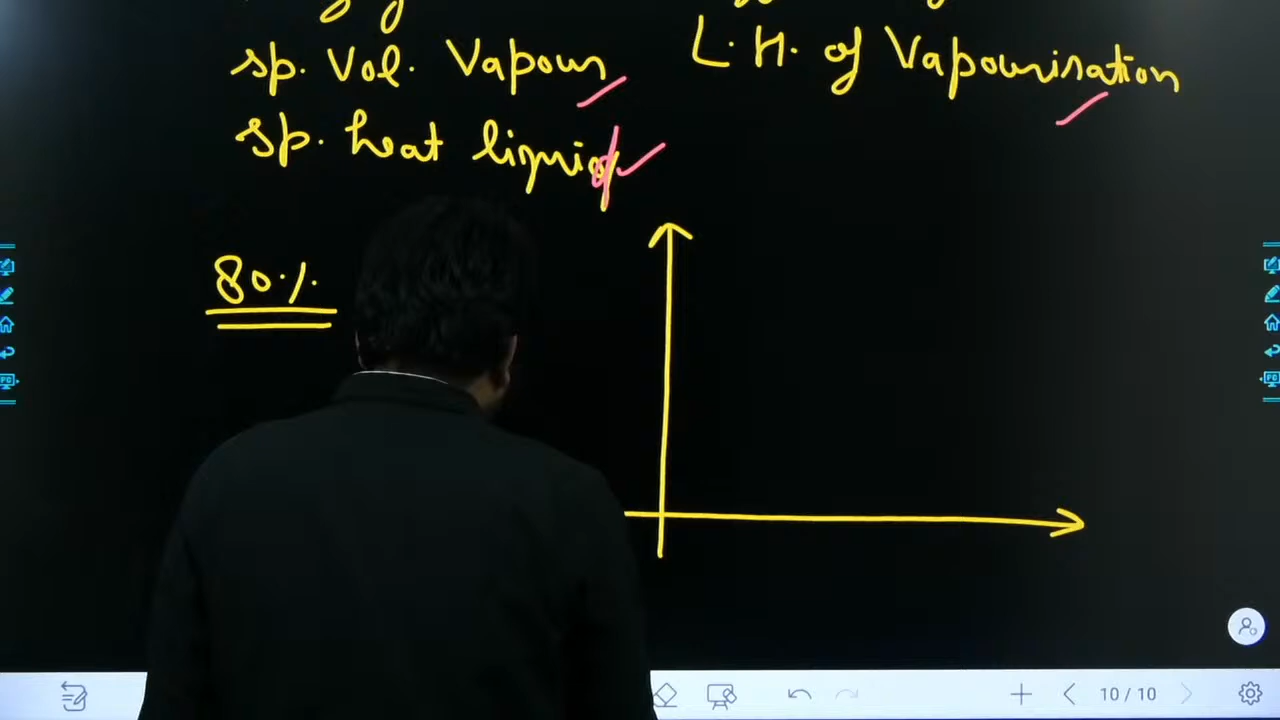 sp. Vol. Vapour
L.H. of Vapourisation
sp. heat liquid
80%
10 / 10